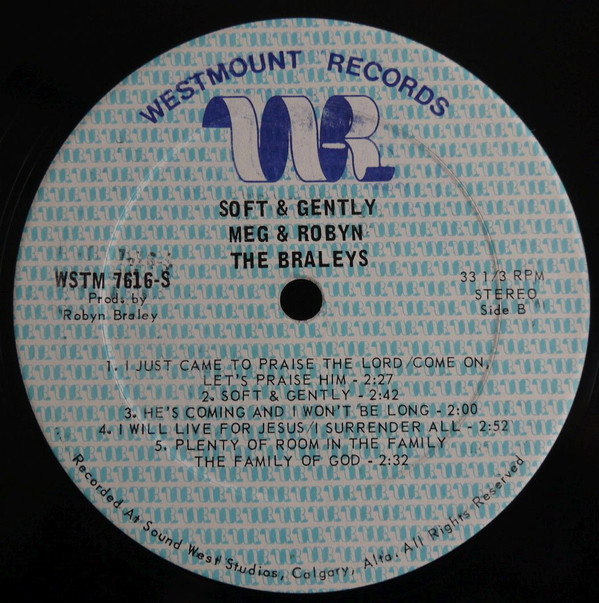 WESTMOUNT RECORDS
WR
SOFT & GENTLY
MEG & ROBYN
THE BRALEYS
WSTM 7616-S
Prod. by
Robyn Braley
33 1/3 RPM
STEREO
Side B
1. I JUST CAME TO PRAISE THE LORD/COME ON,
LET'S PRAISE HIM - 2:27
2. SOFT & GENTLY - 2:42
3. HE'S COMING AND I WON'T BE LONG - 2:00
4. I WILL LIVE FOR JESUS/I SURRENDER ALL - 2:52
5. PLENTY OF ROOM IN THE FAMILY
THE FAMILY OF GOD - 2:32
Recorded At Sound West Studios, Calgary, Alta. All Rights Reserved